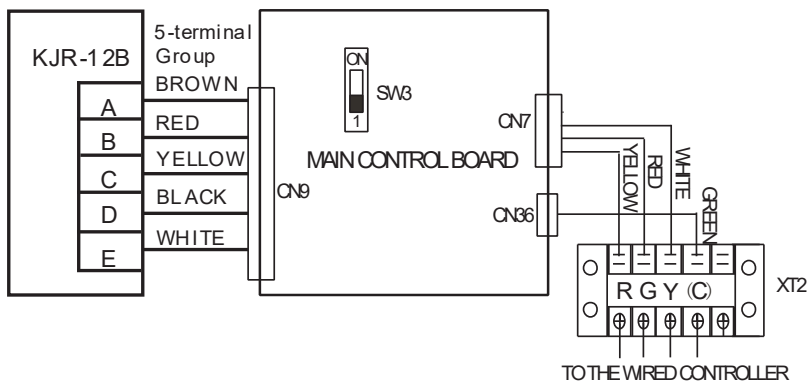 KJR-12B
5-terminal
Group
A
B
C
D
E
BROWN
RED
YELLOW
BLACK
WHITE
CN9
ON
1
SW3
MAIN CONTROL BOARD
CN7
CN36
YELLOW
RED
WHITE
GREEN
R G Y (C)
XT2
TO THE WIRED CONTROLLER